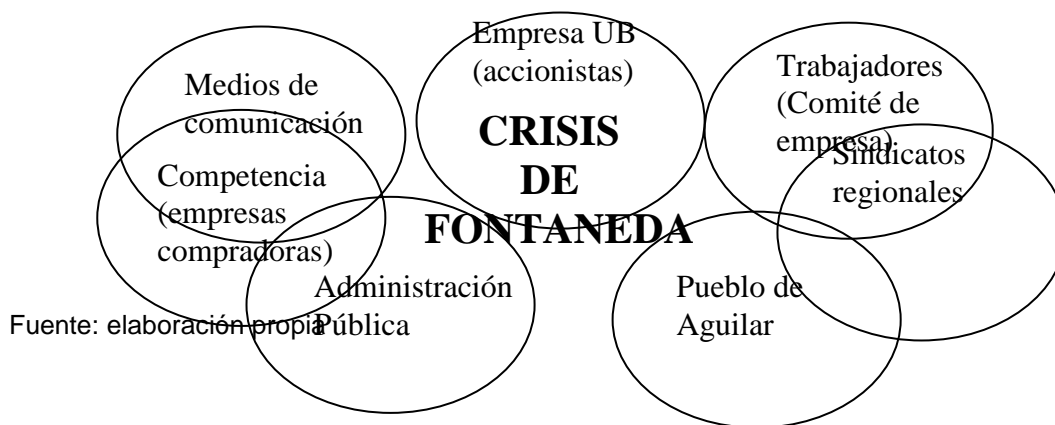 Empresa UB
(accionistas)
Medios de
comunicación
Trabajadores
(Comité de
empresa)
CRISIS
DE
FONTANEDA
Sindicatos
regionales
Competencia
(empresas
compradoras)
Administración
Pública
Pueblo de
Aguilar
Fuente: elaboración propia